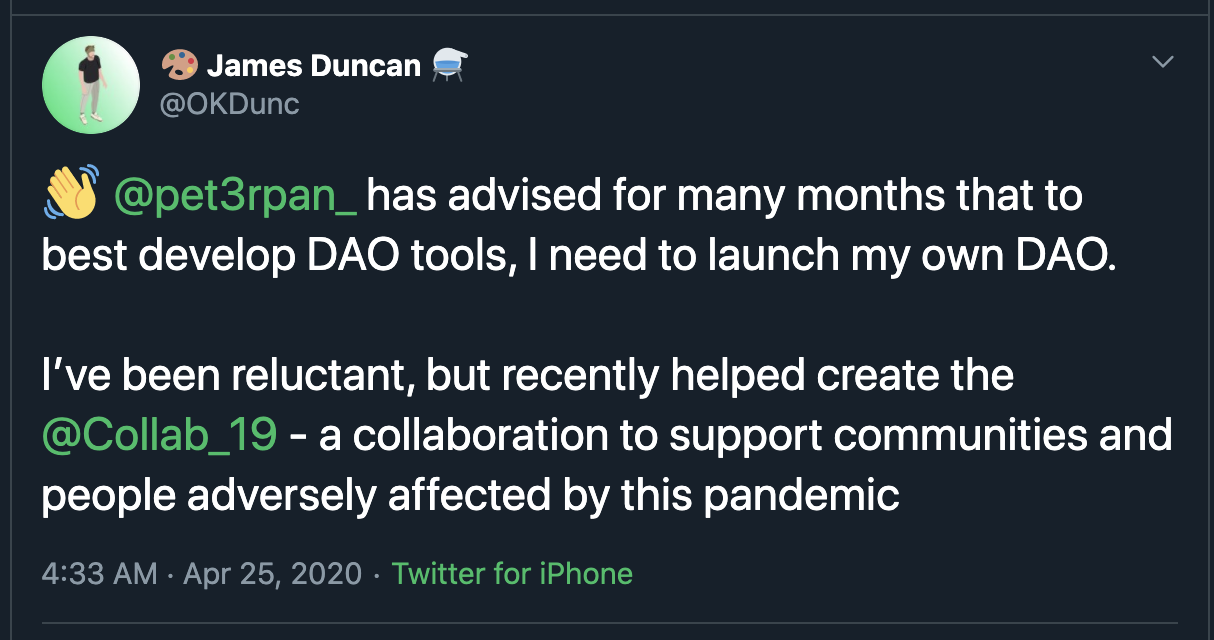 🎨 James Duncan ⚗️
@OKDunc
👋 @pet3rpan_ has advised for many months that to
best develop DAO tools, I need to launch my own DAO.
I’ve been reluctant, but recently helped create the
@Collab_19 - a collaboration to support communities and
people adversely affected by this pandemic
4:33 AM · Apr 25, 2020 · Twitter for iPhone